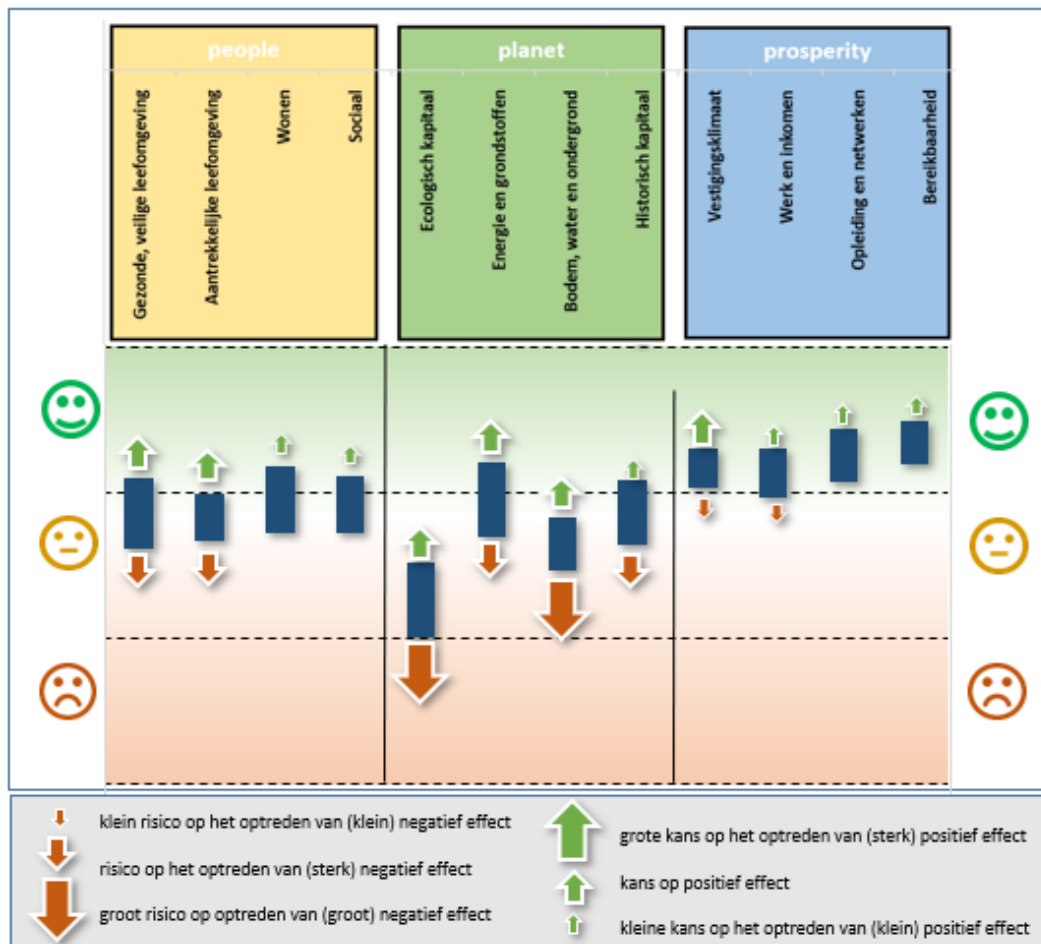 people
planet
prosperity
Gezonde, veilige leefomgeving
Aantrekkelijke leefomgeving
Wonen
Sociaal
Ecologisch kapitaal
Energie en grondstoffen
Bodem, water en ondergrond
Historisch kapitaal
Vestigingsklimaat
Werk en inkomen
Opleiding en netwerken
Bereikbaarheid
klein risico op het optreden van (klein) negatief effect
risico op het optreden van (sterk) negatief effect
groot risico op optreden van (groot) negatief effect
grote kans op het optreden van (sterk) positief effect
kans op positief effect
kleine kans op het optreden van (klein) positief effect